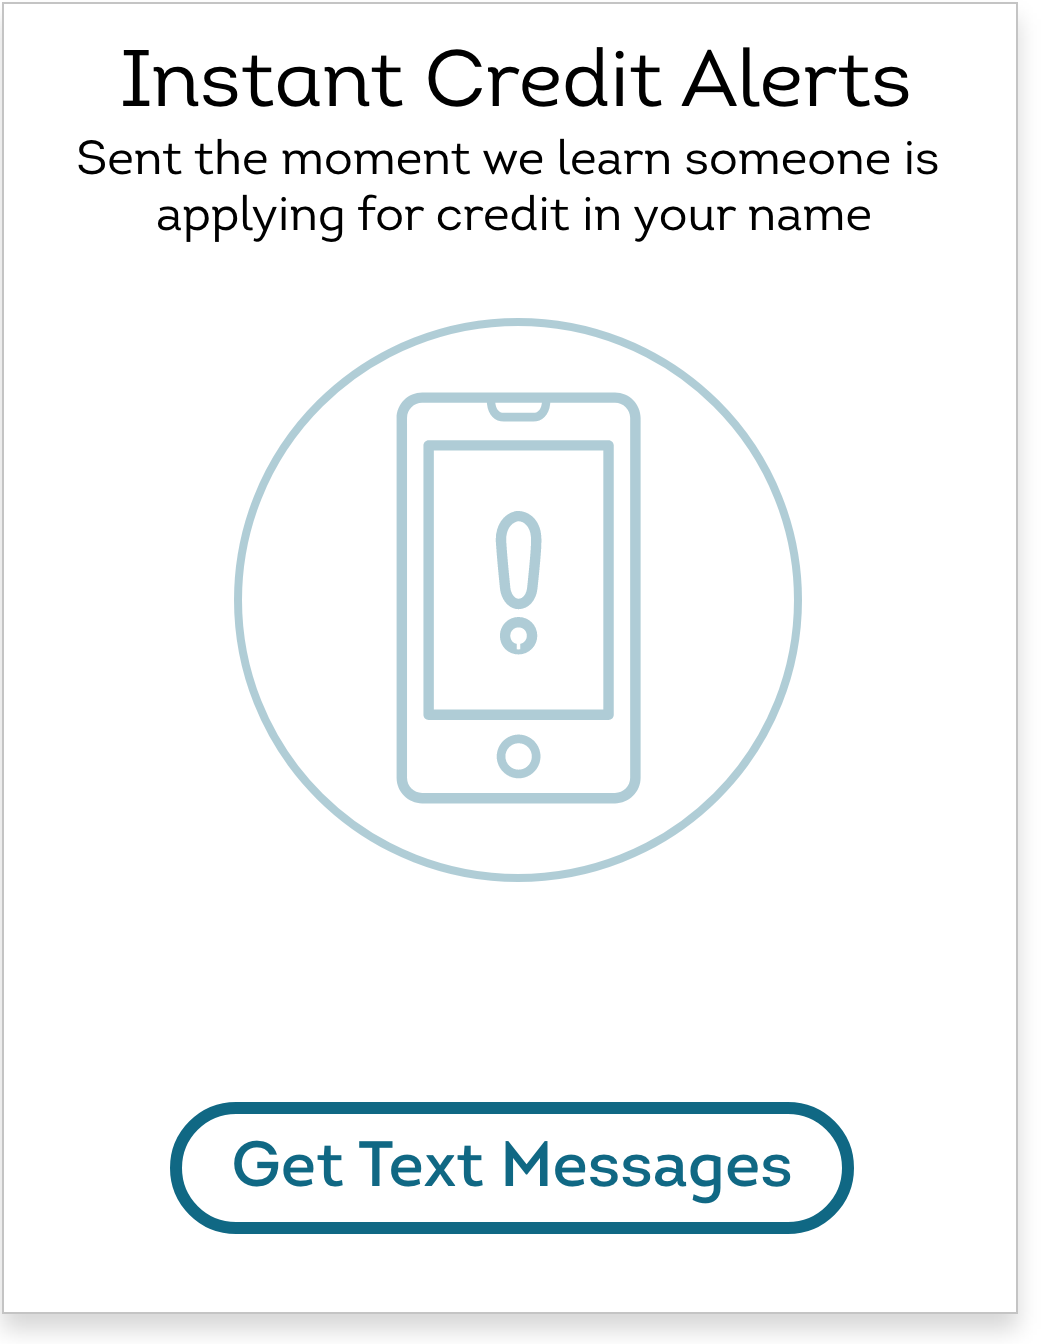 Instant Credit Alerts
Sent the moment we learn someone is
applying for credit in your name
Get Text Messages